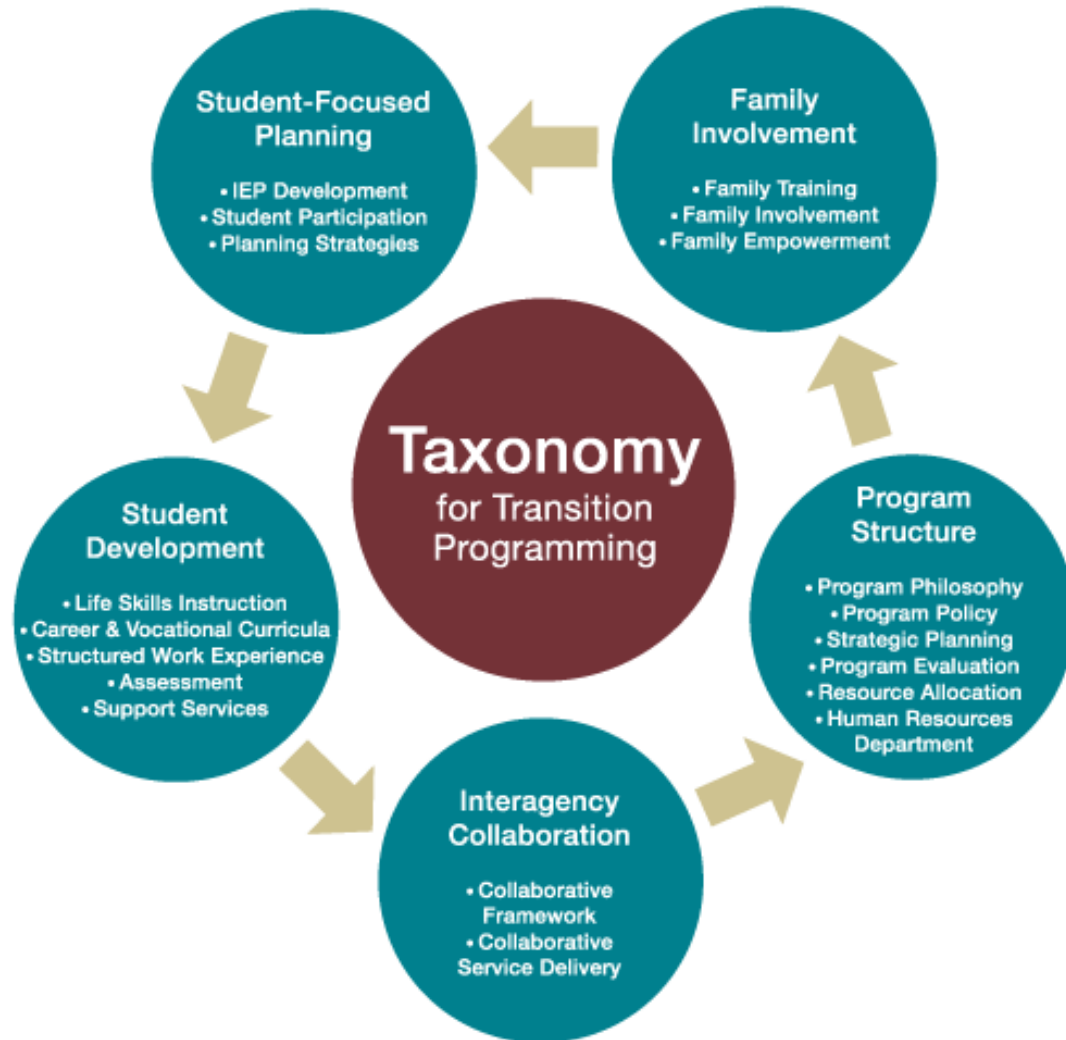 Student-Focused
Planning
• IEP Development
• Student Participation
• Planning Strategies
Family
Involvement
• Family Training
• Family Involvement
• Family Empowerment
Taxonomy
for Transition
Programming
Student
Development
• Life Skills Instruction
• Career & Vocational Curricula
• Structured Work Experience
• Assessment
• Support Services
Program
Structure
• Program Philosophy
• Program Policy
• Strategic Planning
• Program Evaluation
• Resource Allocation
• Human Resources
Department
Interagency
Collaboration
• Collaborative
Framework
• Collaborative
Service Delivery